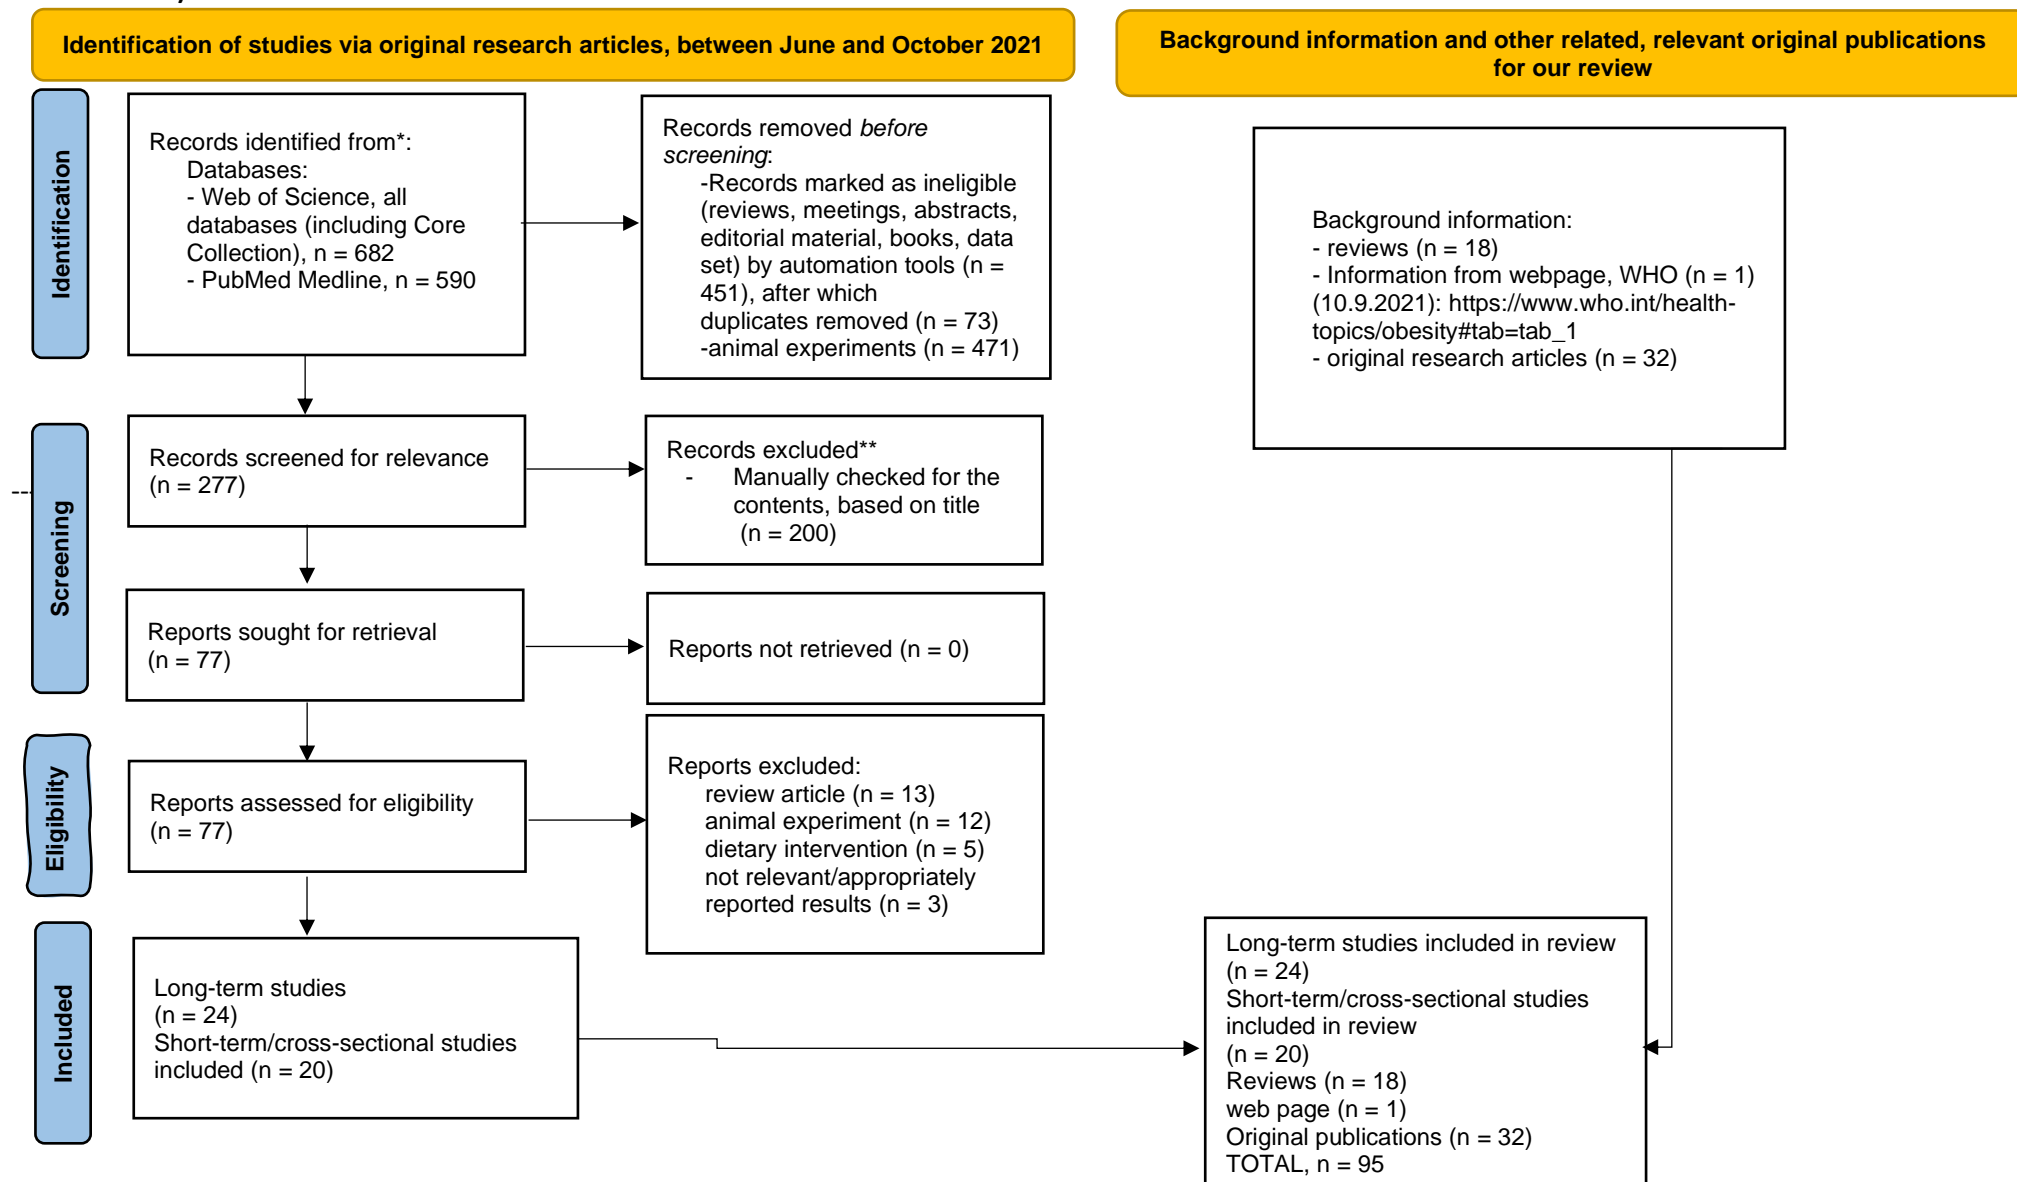 Identification of studies via original research articles, between June and October 2021
Background information and other related, relevant original publications
for our review
Identification
Records identified from*:
Databases:
- Web of Science, all
databases (including Core
Collection), n = 682
- PubMed Medline, n = 590
Records removed before
screening:
-Records marked as ineligible
(reviews, meetings, abstracts,
editorial material, books, data
set) by automation tools (n =
451), after which
duplicates removed (n = 73)
-animal experiments (n = 471)
Background information:
- reviews (n = 18)
- Information from webpage, WHO (n = 1)
(10.9.2021): https://www.who.int/health-
topics/obesity#tab=tab_1
- original research articles (n = 32)
Screening
Records screened for relevance
(n = 277)
Records excluded**
- Manually checked for the
contents, based on title
(n = 200)
Reports sought for retrieval
(n = 77)
Reports not retrieved (n = 0)
Eligibility
Reports assessed for eligibility
(n = 77)
Reports excluded:
review article (n = 13)
animal experiment (n = 12)
dietary intervention (n = 5)
not relevant/appropriately
reported results (n = 3)
Included
Long-term studies
(n = 24)
Short-term/cross-sectional studies
included (n = 20)
Long-term studies included in review
(n = 24)
Short-term/cross-sectional studies
included in review
(n = 20)
Reviews (n = 18)
web page (n = 1)
Original publications (n = 32)
TOTAL, n = 95